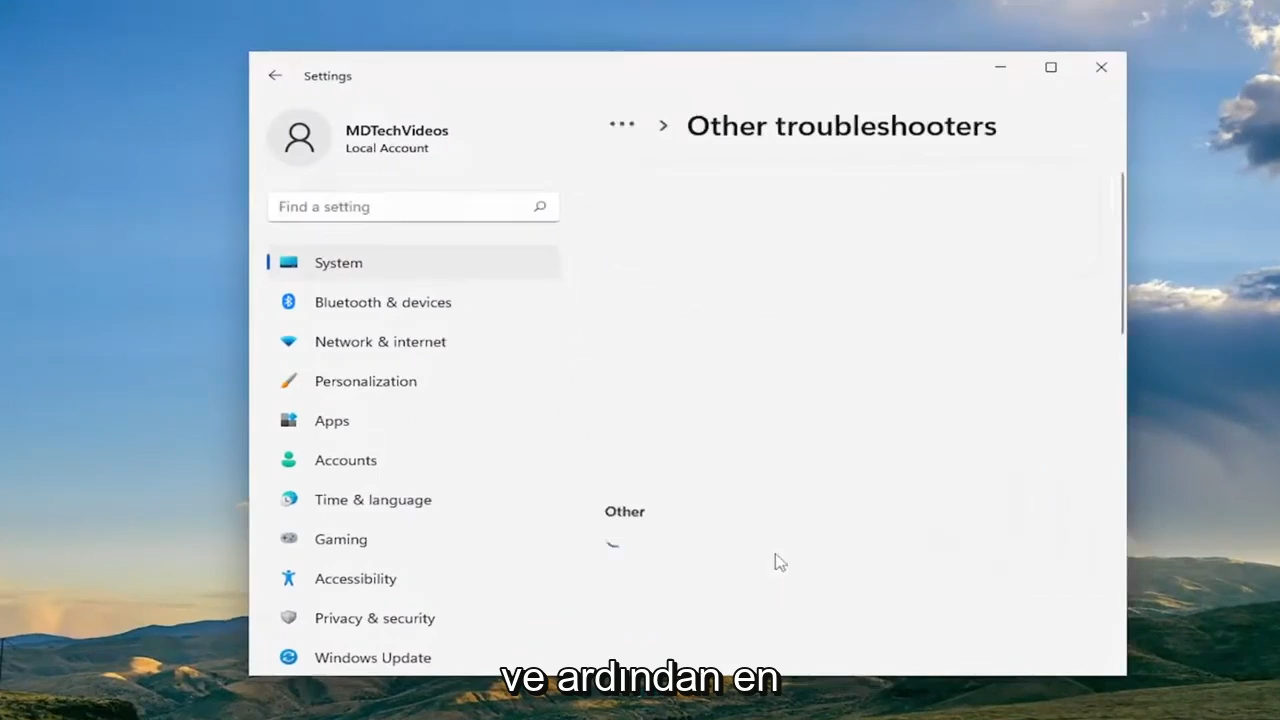 Settings
MDTechVideos
Local Account
••• > Other troubleshooters
Find a setting
System
Bluetooth & devices
Network & internet
Personalization
Apps
Accounts
Time & language
Other
Gaming
Accessibility
Privacy & security
Windows Update
ve ardından en